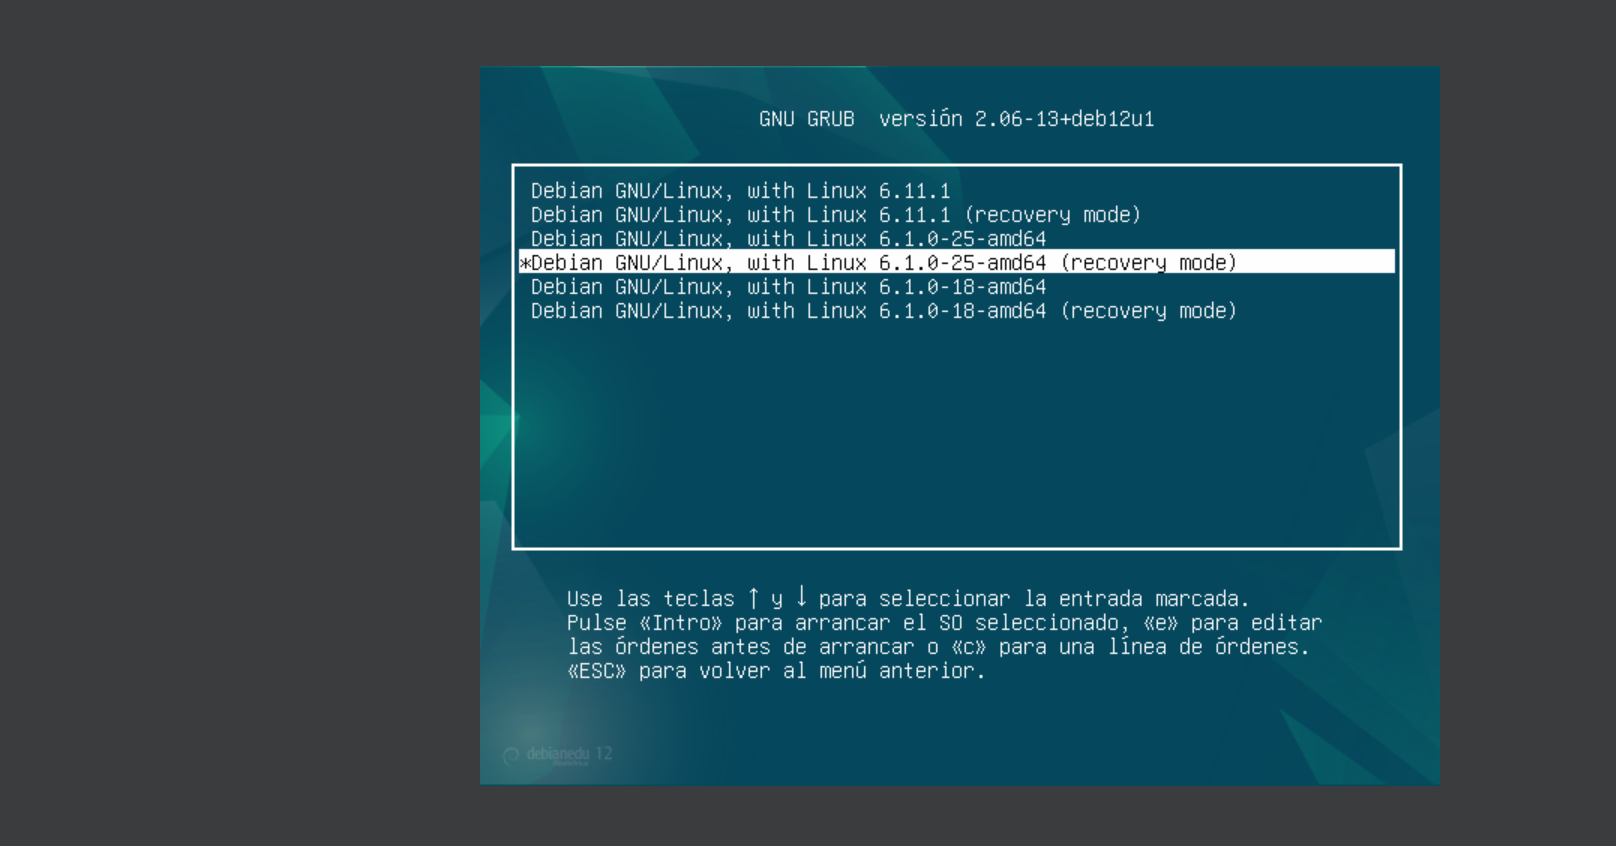 GNU GRUB  versión 2.06-13+deb12u1
Debian GNU/Linux, with Linux 6.11.1
Debian GNU/Linux, with Linux 6.11.1 (recovery mode)
Debian GNU/Linux, with Linux 6.1.0-25-amd64
*Debian GNU/Linux, with Linux 6.1.0-25-amd64 (recovery mode)
Debian GNU/Linux, with Linux 6.1.0-18-amd64
Debian GNU/Linux, with Linux 6.1.0-18-amd64 (recovery mode)
Use las teclas ↑ y ↓ para seleccionar la entrada marcada.
Pulse «Intro» para arrancar el SO seleccionado, «e» para editar
las órdenes antes de arrancar o «c» para una línea de órdenes.
«ESC» para volver al menú anterior.
debianedu 12